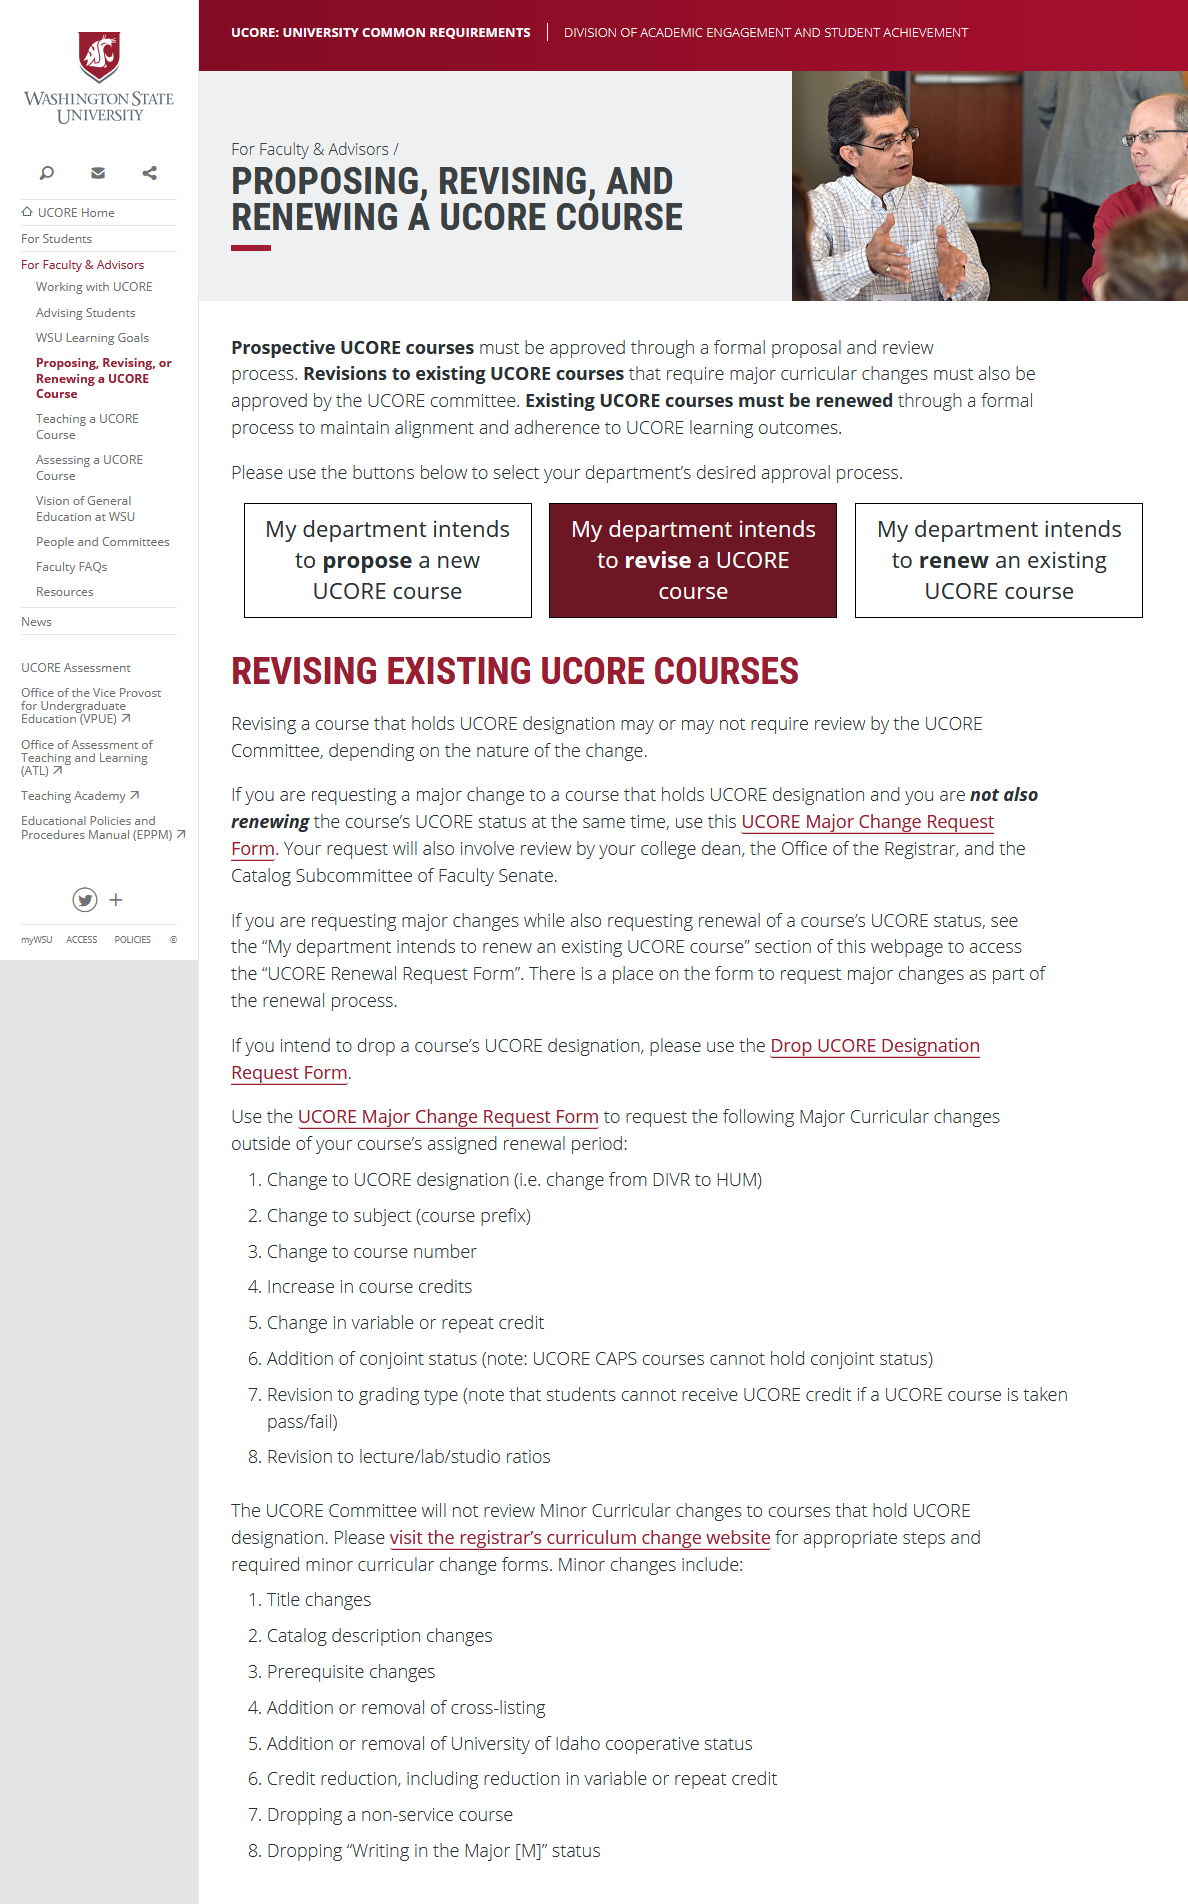 WASHINGTON STATE
UNIVERSITY
UCORE Home
For Students
For Faculty & Advisors
Working with UCORE
Advising Students
WSU Learning Goals
Proposing, Revising, or
Renewing a UCORE
Course
Teaching a UCORE
Course
Assessing a UCORE
Course
Vision of General
Education at WSU
People and Committees
Faculty FAQs
Resources
News
UCORE Assessment
Office of the Vice Provost
for Undergraduate
Education (VPUE)
Office of Assessment of
Teaching and Learning
(ATL)
Teaching Academy
Educational Policies and
Procedures Manual (EPPM)
myWSU ACCESS POLICIES ©
UCORE: UNIVERSITY COMMON REQUIREMENTS DIVISION OF ACADEMIC ENGAGEMENT AND STUDENT ACHIEVEMENT
For Faculty & Advisors /
PROPOSING, REVISING, AND
RENEWING A UCORE COURSE
Prospective UCORE courses must be approved through a formal proposal and review
process. Revisions to existing UCORE courses that require major curricular changes must also be
approved by the UCORE committee. Existing UCORE courses must be renewed through a formal
process to maintain alignment and adherence to UCORE learning outcomes.
Please use the buttons below to select your department’s desired approval process.
My department intends
to propose a new
UCORE course
My department intends
to revise a UCORE
course
My department intends
to renew an existing
UCORE course
REVISING EXISTING UCORE COURSES
Revising a course that holds UCORE designation may or may not require review by the UCORE
Committee, depending on the nature of the change.
If you are requesting a major change to a course that holds UCORE designation and you are not also
renewing the course’s UCORE status at the same time, use this UCORE Major Change Request
Form. Your request will also involve review by your college dean, the Office of the Registrar, and the
Catalog Subcommittee of Faculty Senate.
If you are requesting major changes while also requesting renewal of a course’s UCORE status, see
the “My department intends to renew an existing UCORE course” section of this webpage to access
the “UCORE Renewal Request Form”. There is a place on the form to request major changes as part of
the renewal process.
If you intend to drop a course’s UCORE designation, please use the Drop UCORE Designation
Request Form.
Use the UCORE Major Change Request Form to request the following Major Curricular changes
outside of your course’s assigned renewal period:
1. Change to UCORE designation (i.e. change from DIVR to HUM)
2. Change to subject (course prefix)
3. Change to course number
4. Increase in course credits
5. Change in variable or repeat credit
6. Addition of conjoint status (note: UCORE CAPS courses cannot hold conjoint status)
7. Revision to grading type (note that students cannot receive UCORE credit if a UCORE course is taken
pass/fail)
8. Revision to lecture/lab/studio ratios
The UCORE Committee will not review Minor Curricular changes to courses that hold UCORE
designation. Please visit the registrar’s curriculum change website for appropriate steps and
required minor curricular change forms. Minor changes include:
1. Title changes
2. Catalog description changes
3. Prerequisite changes
4. Addition or removal of cross-listing
5. Addition or removal of University of Idaho cooperative status
6. Credit reduction, including reduction in variable or repeat credit
7. Dropping a non-service course
8. Dropping “Writing in the Major [M]” status